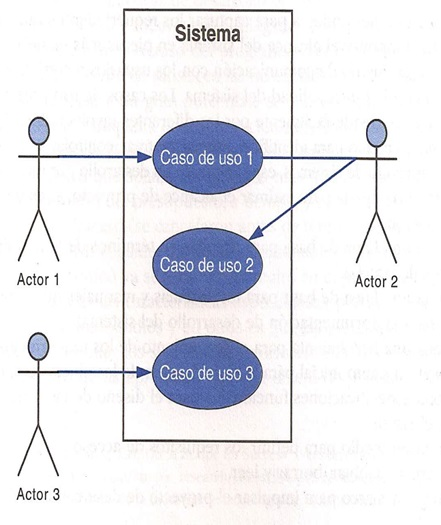 Sistema
Caso de uso 1
Actor 1
Caso de uso 2
Actor 2
Caso de uso 3
Actor 3